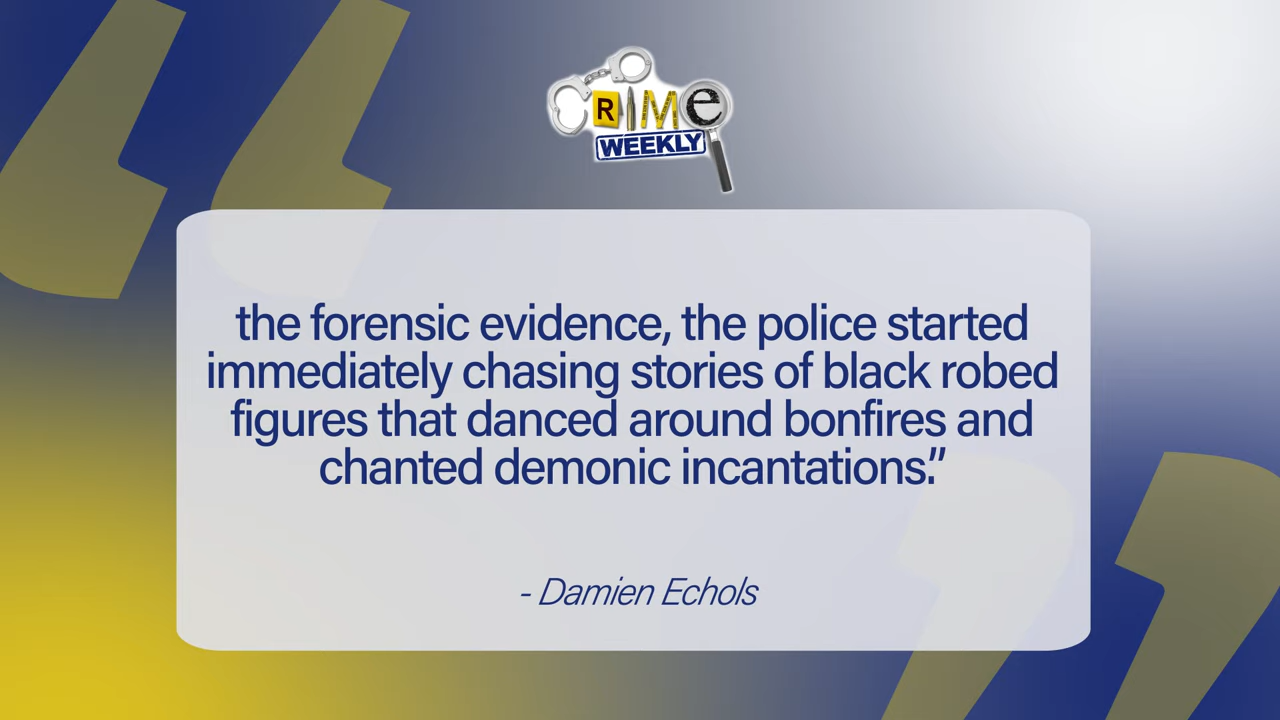 CRIMe
WEEKLY
the forensic evidence, the police started
immediately chasing stories of black robed
figures that danced around bonfires and
chanted demonic incantations.”
- Damien Echols